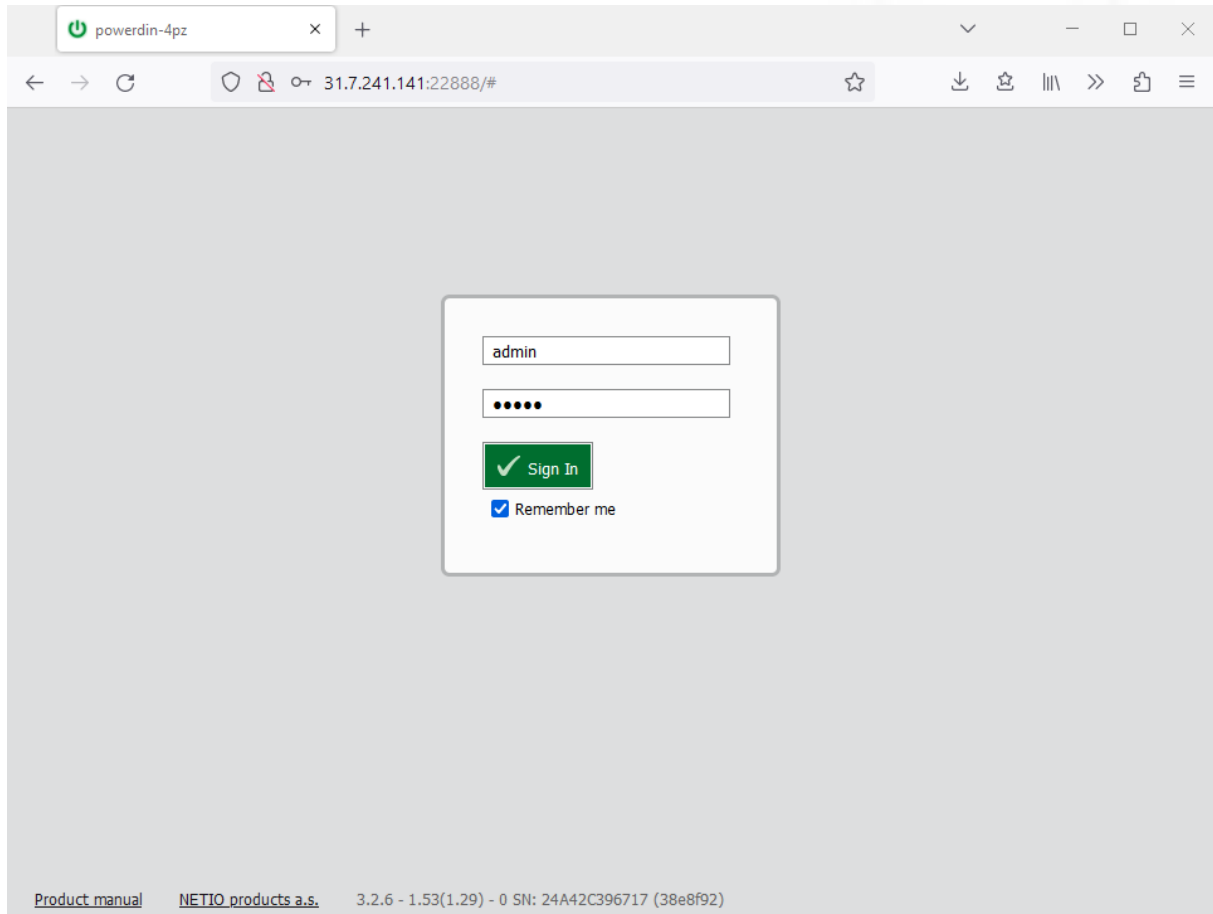 powerdin-4pz
31.7.241.141:22888/#
admin
●●●●●
Sign In
Remember me
Product manual NETIO products a.s. 3.2.6 - 1.53(1.29) - 0 SN: 24A42C396717 (38e8f92)